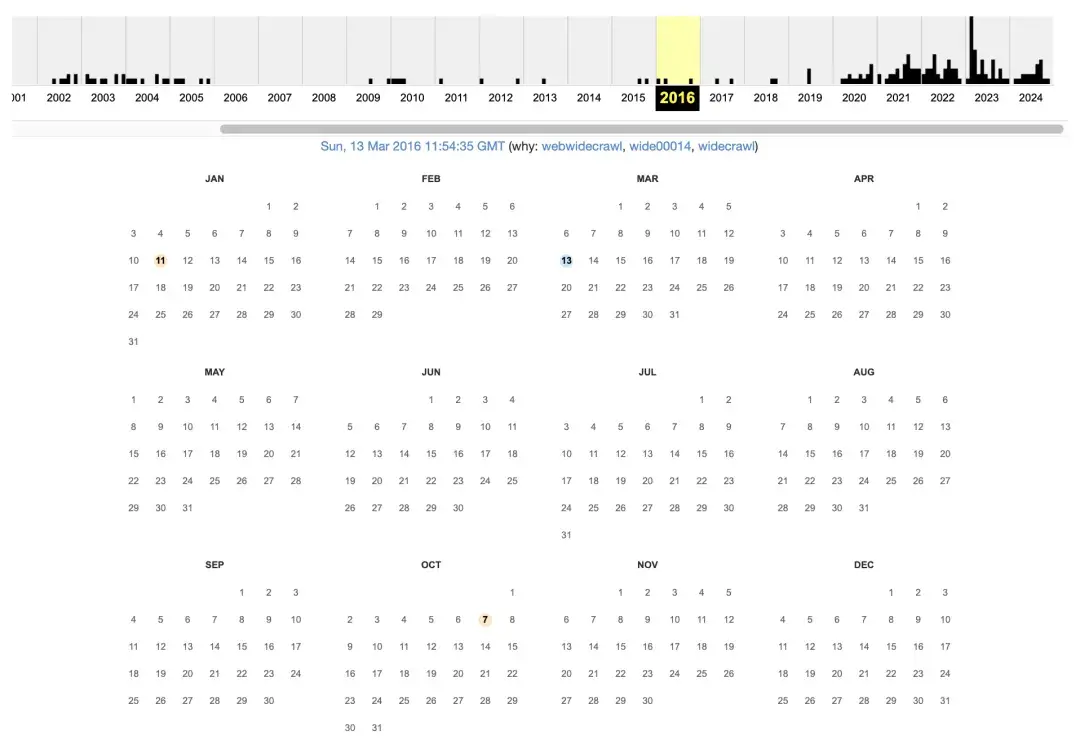 001 2002 2003 2004 2005 2006 2007 2008 2009 2010 2011 2012 2013 2014 2015 2016 2017 2018 2019 2020 2021 2022 2023 2024
Sun, 13 Mar 2016 11:54:35 GMT (why: webwidecrawl, wide00014, widecrawl)
JAN FEB MAR APR
1 2 1 2 3 4 5 6 1 2 3 4 5 1 2
3 4 5 6 7 8 9 7 8 9 10 11 12 13 6 7 8 9 10 11 12 3 4 5 6 7 8 9
10 11 12 13 14 15 16 14 15 16 17 18 19 20 13 14 15 16 17 18 19 10 11 12 13 14 15 16
17 18 19 20 21 22 23 21 22 23 24 25 26 27 20 21 22 23 24 25 26 17 18 19 20 21 22 23
24 25 26 27 28 29 30 28 29 27 28 29 30 31 24 25 26 27 28 29 30
31
MAY JUN JUL AUG
1 2 3 4 5 6 7 1 2 3 4 1 2 1 2 3 4 5 6
8 9 10 11 12 13 14 5 6 7 8 9 10 11 3 4 5 6 7 8 9 7 8 9 10 11 12 13
15 16 17 18 19 20 21 12 13 14 15 16 17 18 10 11 12 13 14 15 16 14 15 16 17 18 19 20
22 23 24 25 26 27 28 19 20 21 22 23 24 25 17 18 19 20 21 22 23 21 22 23 24 25 26 27
29 30 31 26 27 28 29 30 24 25 26 27 28 29 30 28 29 30 31
31
SEP OCT NOV DEC
1 2 3 1 1 2 3 4 5 1 2 3
4 5 6 7 8 9 10 2 3 4 5 6 7 8 6 7 8 9 10 11 12 4 5 6 7 8 9 10
11 12 13 14 15 16 17 9 10 11 12 13 14 15 13 14 15 16 17 18 19 11 12 13 14 15 16 17
18 19 20 21 22 23 24 16 17 18 19 20 21 22 20 21 22 23 24 25 26 18 19 20 21 22 23 24
25 26 27 28 29 30 23 24 25 26 27 28 29 27 28 29 30 25 26 27 28 29 30 31
30 31